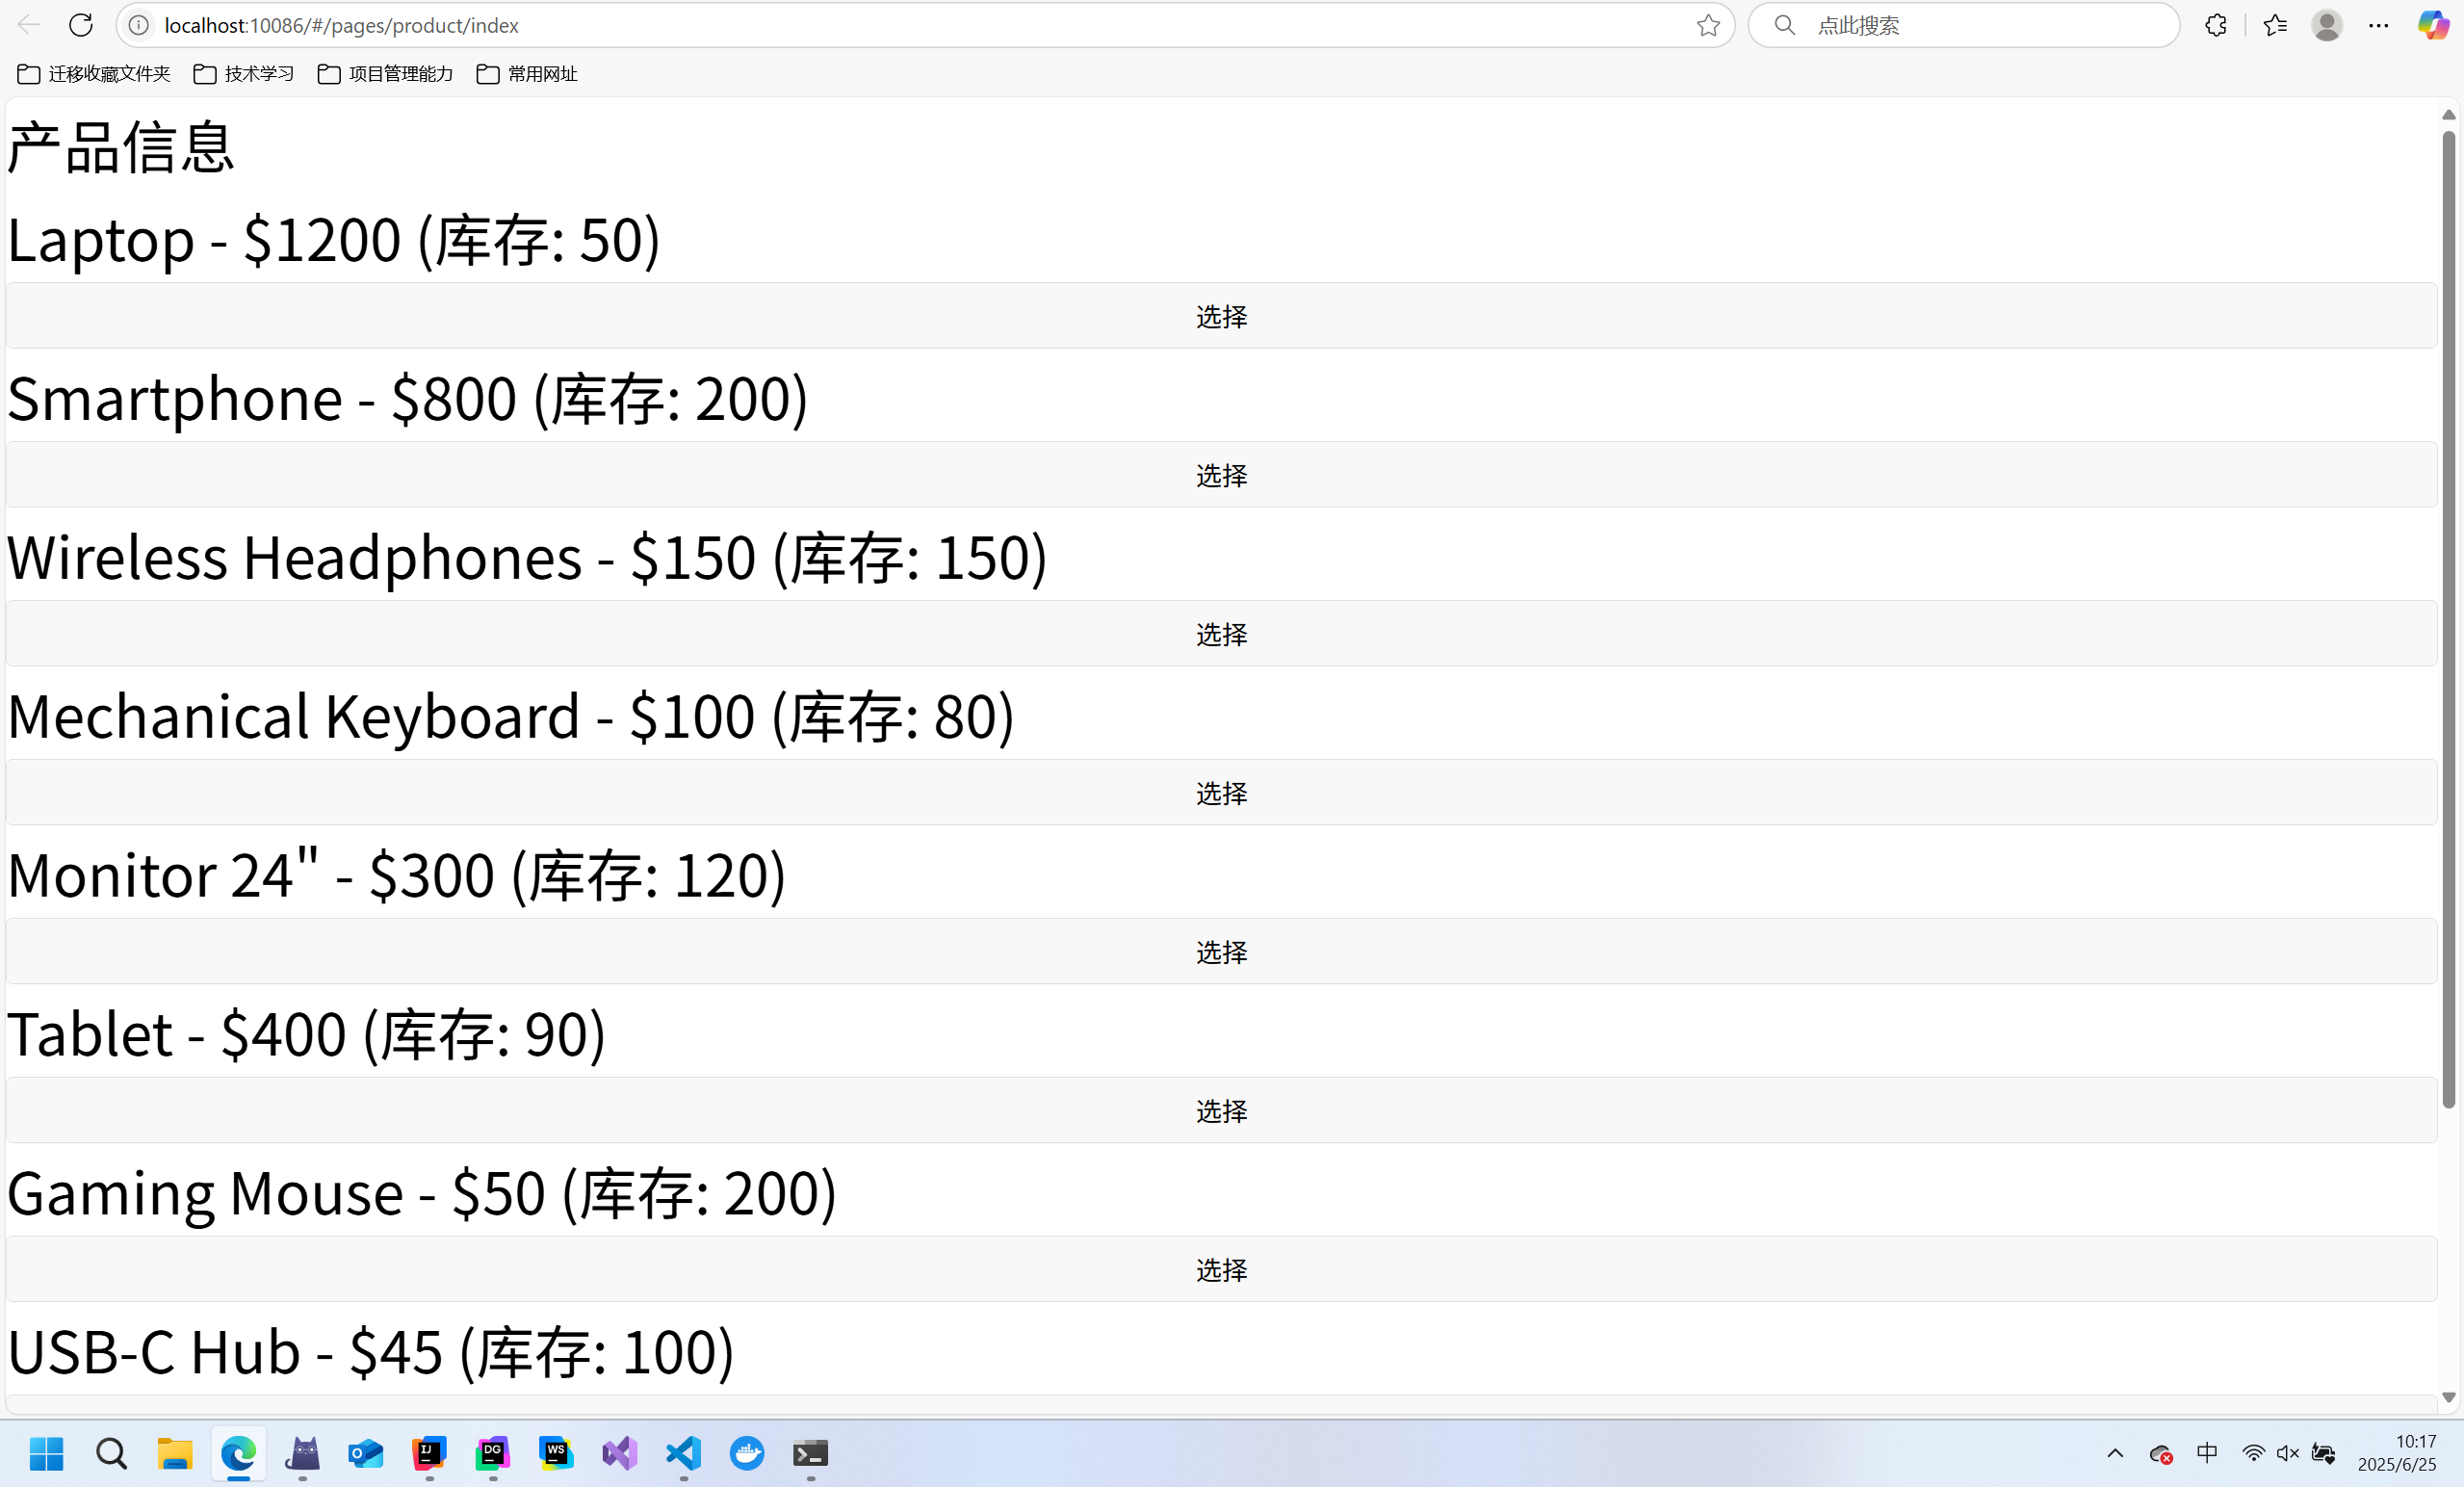 localhost:10086/#/pages/product/index
点此搜索
迁移收藏文件夹 技术学习 项目管理能力 常用网址
产品信息
Laptop - $1200 (库存: 50)
选择
Smartphone - $800 (库存: 200)
选择
Wireless Headphones - $150 (库存: 150)
选择
Mechanical Keyboard - $100 (库存: 80)
选择
Monitor 24" - $300 (库存: 120)
选择
Tablet - $400 (库存: 90)
选择
Gaming Mouse - $50 (库存: 200)
选择
USB-C Hub - $45 (库存: 100)
IJ DG WS
中
10:17
2025/6/25